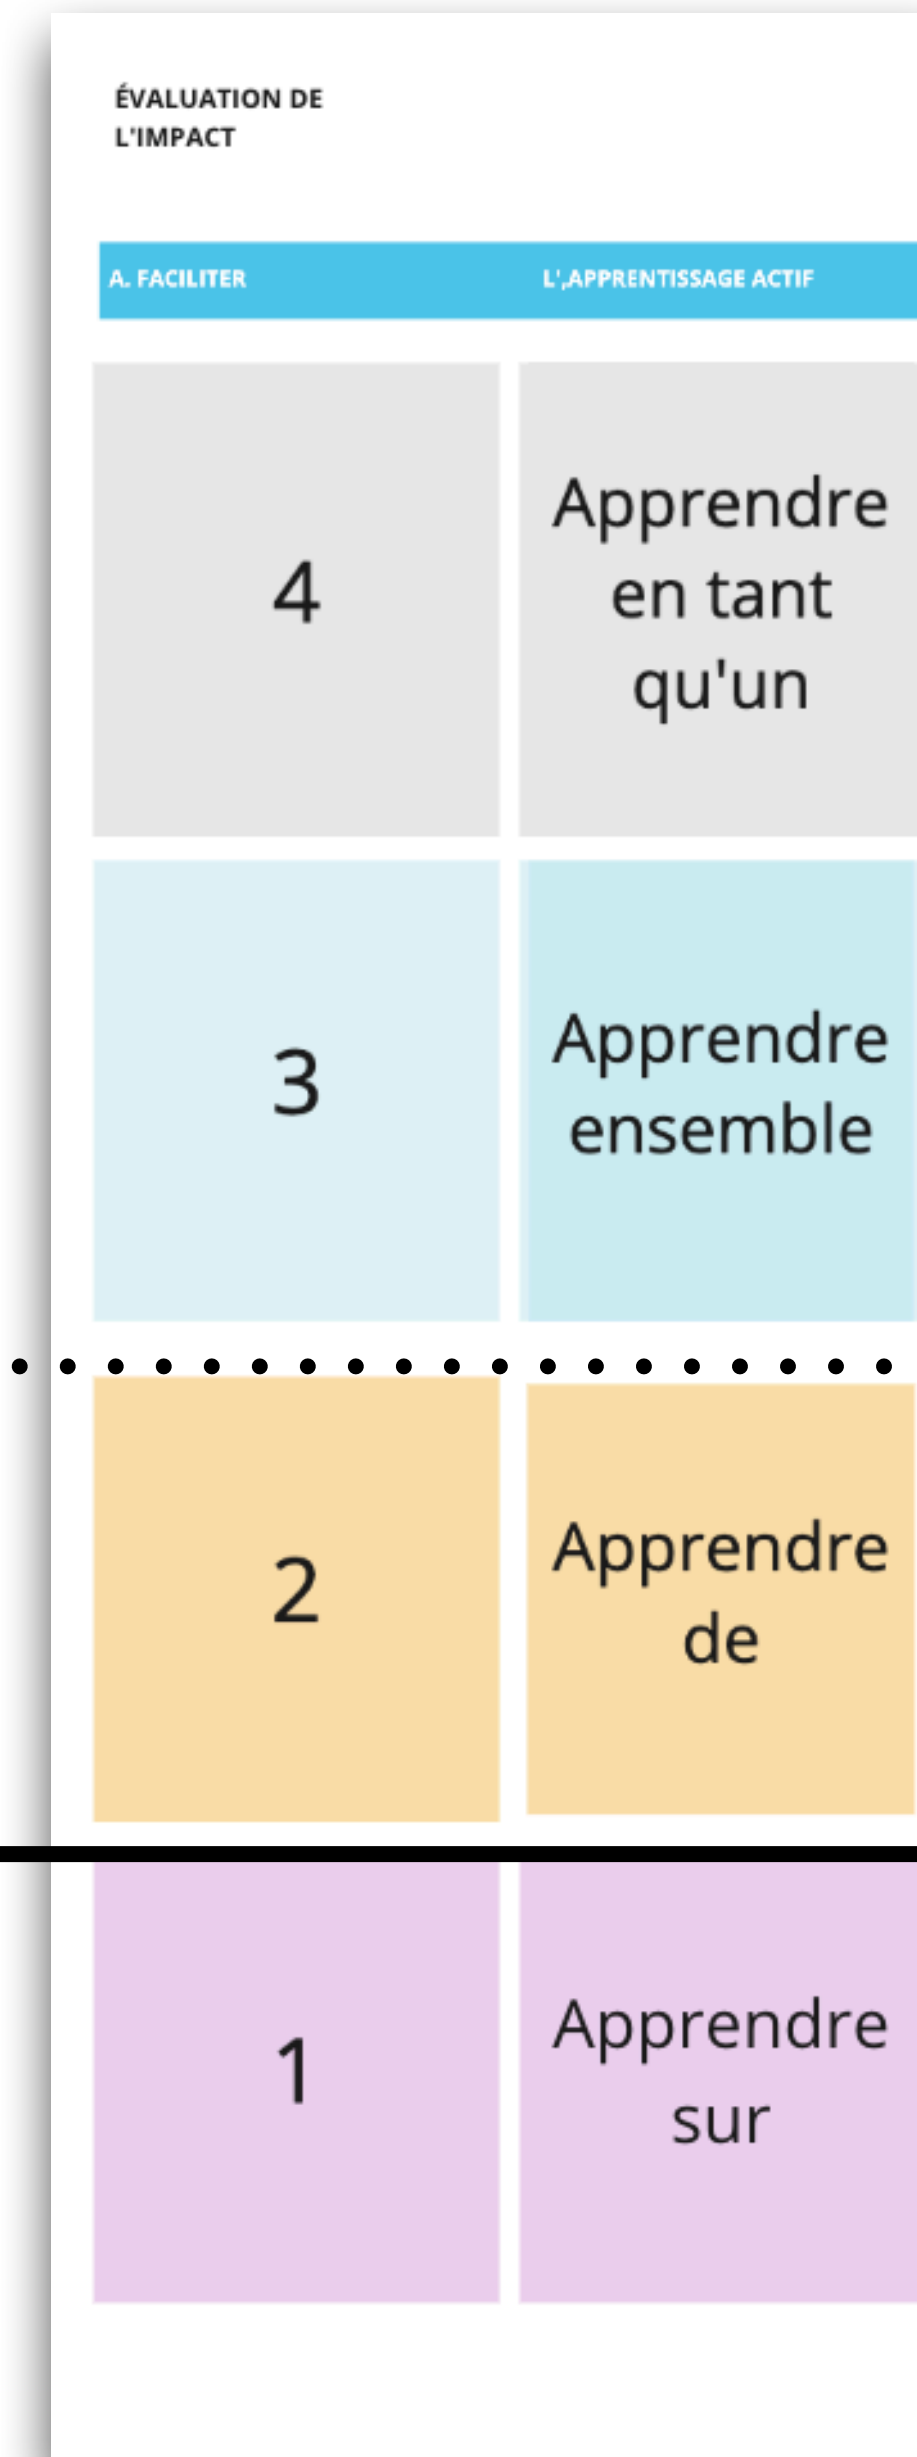 ÉVALUATION DE
L'IMPACT
A. FACILITER L',APPRENTISSAGE ACTIF
4
Apprendre
en tant
qu'un
3
Apprendre
ensemble
2
Apprendre
de
1
Apprendre
sur